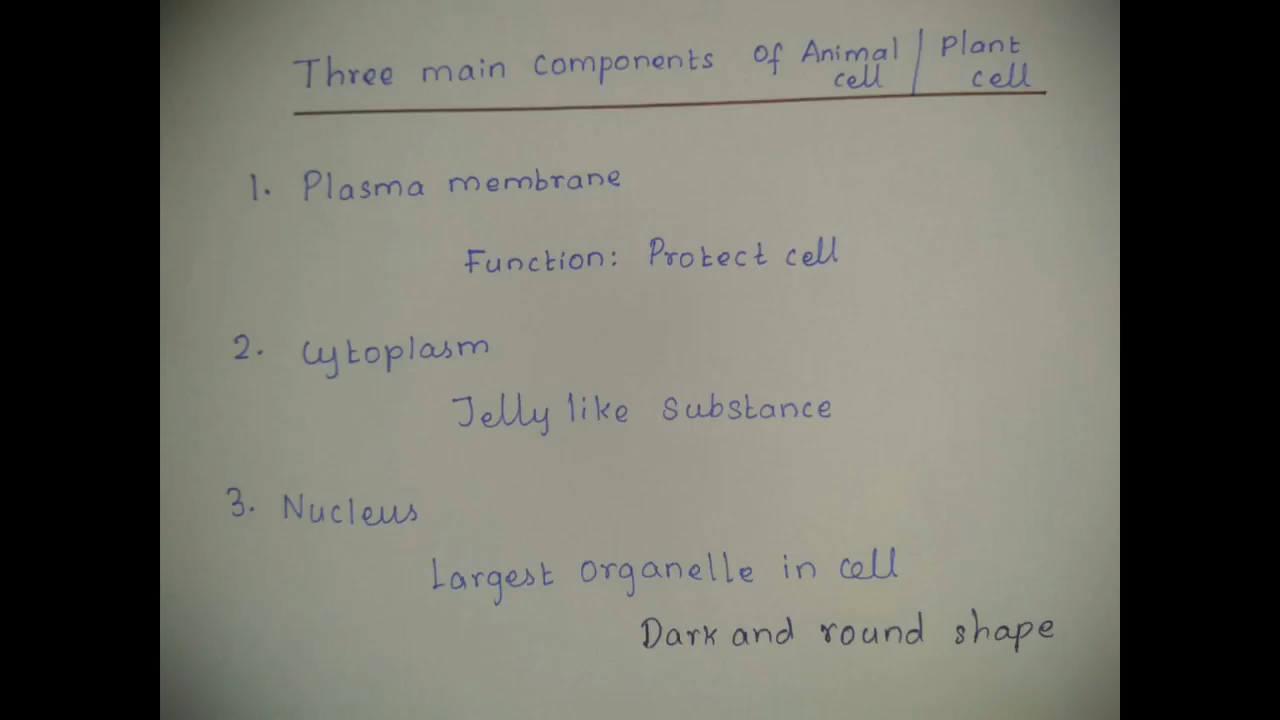 Three main components of Animal cell / Plant cell
1. Plasma membrane
Function: Protect cell
2. Cytoplasm
Jelly like substance
3. Nucleus
Largest organelle in cell
Dark and round shape